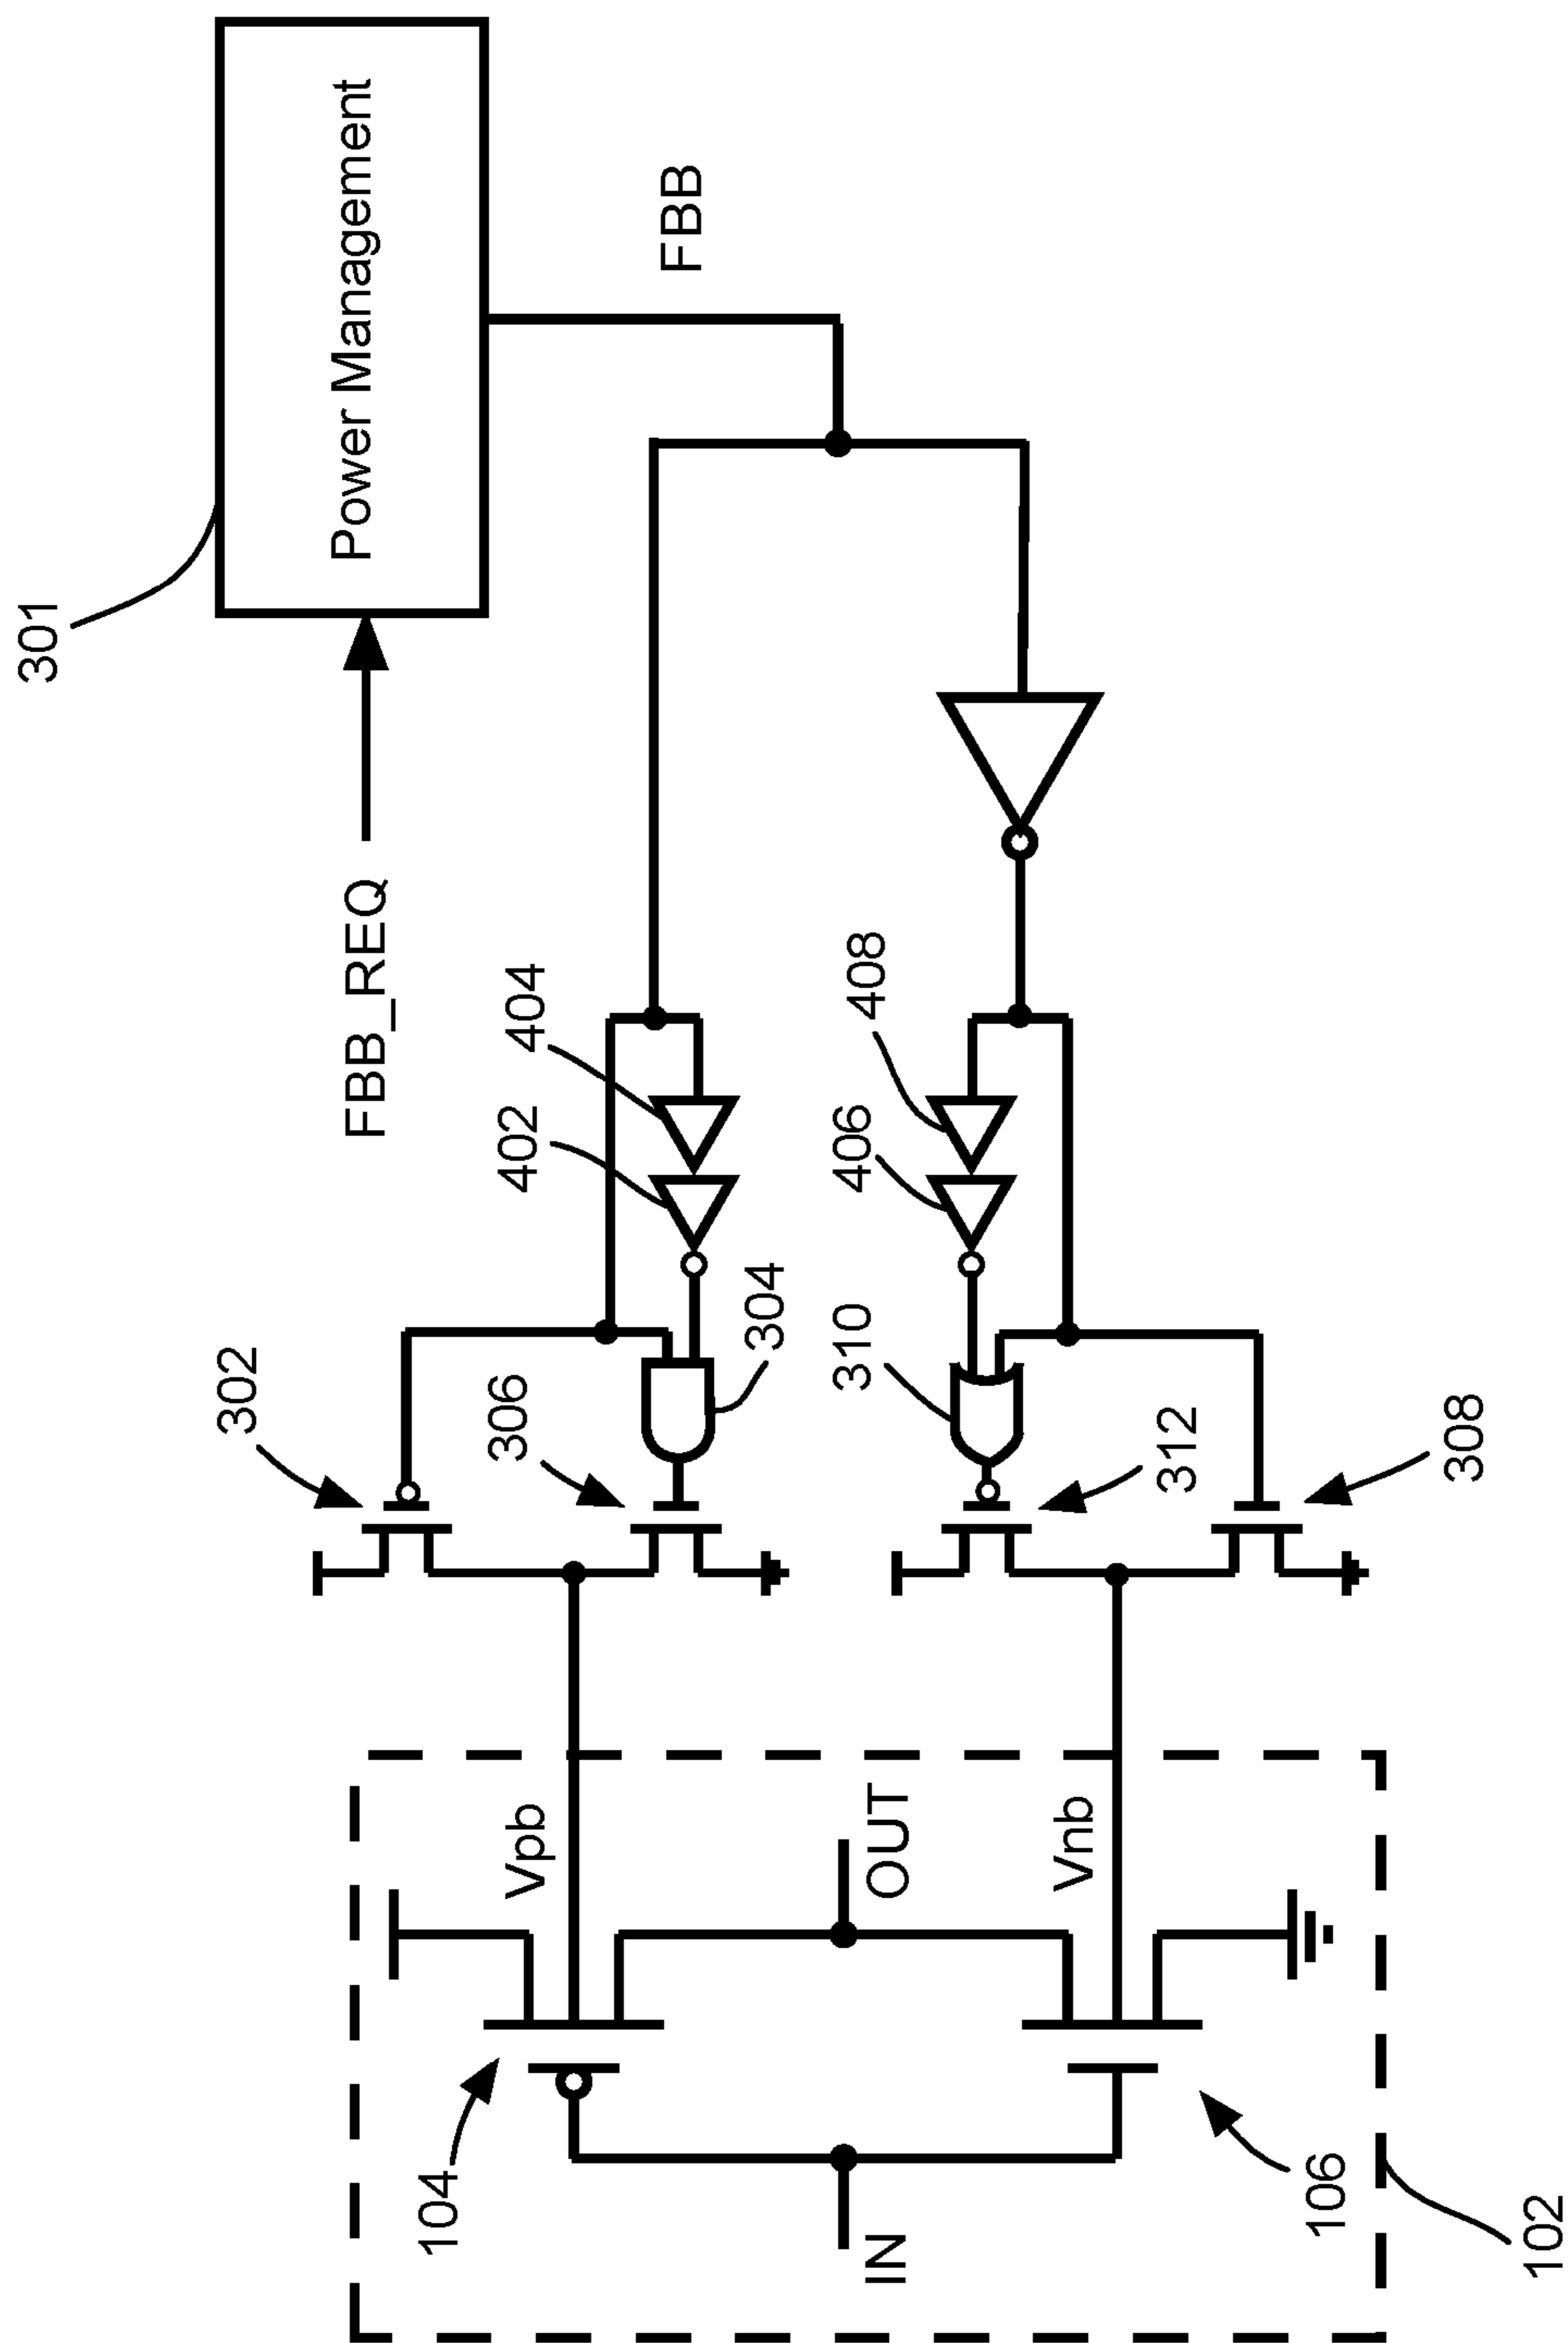 301
Power Management
FBB_REQ
FBB
404
402
408
406
302
306
304
310
312
308
Vpb
OUT
Vnb
104
IN
106
102